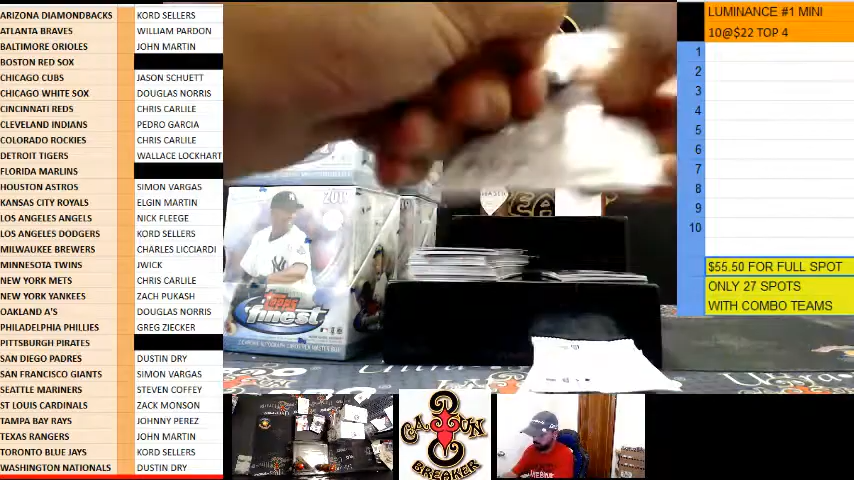 ARIZONA DIAMONDBACKS KORD SELLERS
ATLANTA BRAVES WILLIAM PARDON
BALTIMORE ORIOLES JOHN MARTIN
BOSTON RED SOX
CHICAGO CUBS JASON SCHUETT
CHICAGO WHITE SOX DOUGLAS NORRIS
CINCINNATI REDS CHRIS CARLILE
CLEVELAND INDIANS PEDRO GARCIA
COLORADO ROCKIES CHRIS CARLILE
DETROIT TIGERS WALLACE LOCKHART
FLORIDA MARLINS
HOUSTON ASTROS SIMON VARGAS
KANSAS CITY ROYALS ELGIN MARTIN
LOS ANGELES ANGELS NICK FLEEGE
LOS ANGELES DODGERS KORD SELLERS
MILWAUKEE BREWERS CHARLES LICCIARDI
MINNESOTA TWINS JWICK
NEW YORK METS CHRIS CARLILE
NEW YORK YANKEES ZACH PUKASH
OAKLAND A'S DOUGLAS NORRIS
PHILADELPHIA PHILLIES GREG ZIECKER
PITTSBURGH PIRATES
SAN DIEGO PADRES DUSTIN DRY
SAN FRANCISCO GIANTS SIMON VARGAS
SEATTLE MARINERS STEVEN COFFEY
ST LOUIS CARDINALS ZACK MONSON
TAMPA BAY RAYS JOHNNY PEREZ
TEXAS RANGERS JOHN MARTIN
TORONTO BLUE JAYS KORD SELLERS
WASHINGTON NATIONALS DUSTIN DRY
Topps
finest
CAJUN
BREAKER
LUMINANCE #1 MINI
10@$22 TOP 4
1
2
3
4
5
6
7
8
9
10
$55.50 FOR FULL SPOT
ONLY 27 SPOTS
WITH COMBO TEAMS